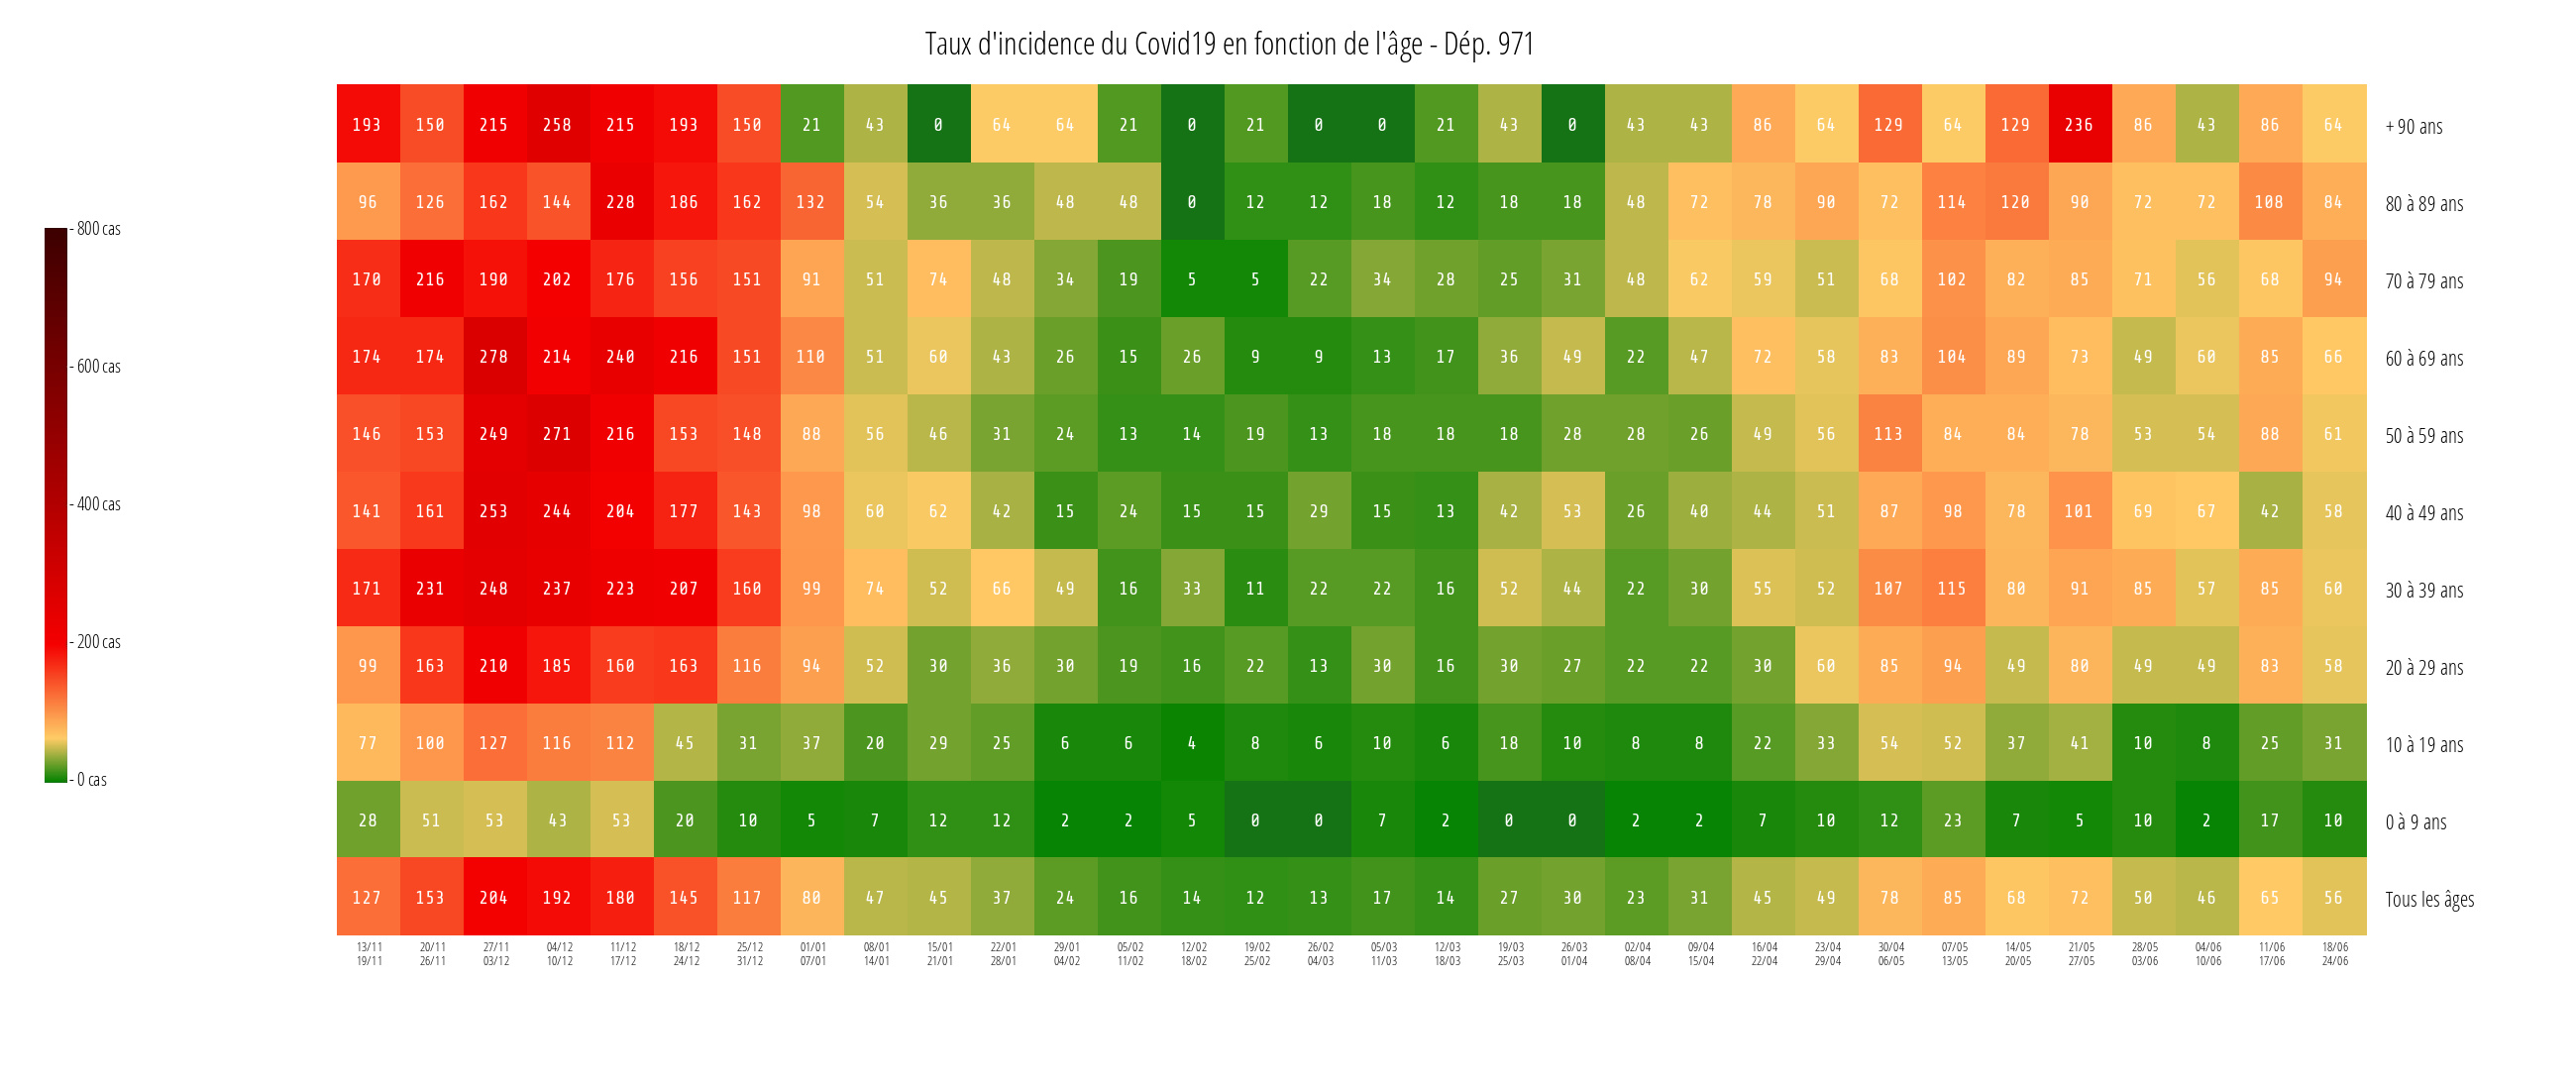 Taux d'incidence du Covid19 en fonction de l'âge - Dép. 971
193 150 215 258 215 193 150 21 43 0 64 64 21 0 21 0 0 21 43 0 43 43 86 64 129 64 129 236 86 43 86 64 + 90 ans
96 126 162 144 228 186 162 132 54 36 36 48 48 0 12 12 18 12 18 18 48 72 78 90 72 114 120 90 72 72 108 84 80 à 89 ans
- 800 cas
170 216 190 202 176 156 151 91 51 74 48 34 19 5 5 22 34 28 25 31 48 62 59 51 68 102 82 85 71 56 68 94 70 à 79 ans
174 174 278 214 240 216 151 110 51 60 43 26 15 26 9 9 13 17 36 49 22 47 72 58 83 104 89 73 49 60 85 66 60 à 69 ans
- 600 cas
146 153 249 271 216 153 148 88 56 46 31 24 13 14 19 13 18 18 18 28 28 26 49 56 113 84 84 78 53 54 88 61 50 à 59 ans
- 400 cas
141 161 253 244 204 177 143 98 60 62 42 15 24 15 15 29 15 13 42 53 26 40 44 51 87 98 78 101 69 67 42 58 40 à 49 ans
171 231 248 237 223 207 160 99 74 52 66 49 16 33 11 22 22 16 52 44 22 30 55 52 107 115 80 91 85 57 85 60 30 à 39 ans
- 200 cas
99 163 210 185 160 163 116 94 52 30 36 30 19 16 22 13 30 16 30 27 22 22 30 60 85 94 49 80 49 49 83 58 20 à 29 ans
77 100 127 116 112 45 31 37 20 29 25 6 6 4 8 6 10 6 18 10 8 8 22 33 54 52 37 41 10 8 25 31 10 à 19 ans
- 0 cas
28 51 53 43 53 20 10 5 7 12 12 2 2 5 0 0 7 2 0 0 2 2 7 10 12 23 7 5 10 2 17 10 0 à 9 ans
127 153 204 192 180 145 117 80 47 45 37 24 16 14 12 13 17 14 27 30 23 31 45 49 78 85 68 72 50 46 65 56 Tous les âges
13/11 20/11 27/11 04/12 11/12 18/12 25/12 01/01 08/01 15/01 22/01 29/01 05/02 12/02 19/02 26/02 05/03 12/03 19/03 26/03 02/04 09/04 16/04 23/04 30/04 07/05 14/05 21/05 28/05 04/06 11/06 18/06
19/11 26/11 03/12 10/12 17/12 24/12 31/12 07/01 14/01 21/01 28/01 04/02 11/02 18/02 25/02 04/03 11/03 18/03 25/03 01/04 08/04 15/04 22/04 29/04 06/05 13/05 20/05 27/05 03/06 10/06 17/06 24/06